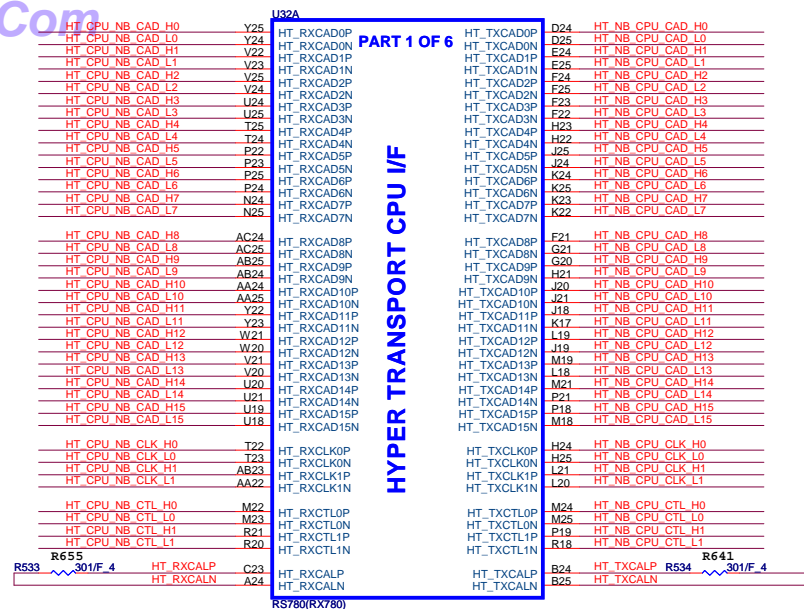 Com
U32A
PART 1 OF 6
HYPER TRANSPORT CPU I/F
HT_CPU_NB_CAD_H0 Y25 HT_RXCAD0P HT_TXCAD0P D24 HT_NB_CPU_CAD_H0
HT_CPU_NB_CAD_L0 Y24 HT_RXCAD0N HT_TXCAD0N D25 HT_NB_CPU_CAD_L0
HT_CPU_NB_CAD_H1 V22 HT_RXCAD1P HT_TXCAD1P E24 HT_NB_CPU_CAD_H1
HT_CPU_NB_CAD_L1 V23 HT_RXCAD1N HT_TXCAD1N E25 HT_NB_CPU_CAD_L1
HT_CPU_NB_CAD_H2 V25 HT_RXCAD2P HT_TXCAD2P F24 HT_NB_CPU_CAD_H2
HT_CPU_NB_CAD_L2 V24 HT_RXCAD2N HT_TXCAD2N F25 HT_NB_CPU_CAD_L2
HT_CPU_NB_CAD_H3 U24 HT_RXCAD3P HT_TXCAD3P F23 HT_NB_CPU_CAD_H3
HT_CPU_NB_CAD_L3 U25 HT_RXCAD3N HT_TXCAD3N F22 HT_NB_CPU_CAD_L3
HT_CPU_NB_CAD_H4 T25 HT_RXCAD4P HT_TXCAD4P H23 HT_NB_CPU_CAD_H4
HT_CPU_NB_CAD_L4 T24 HT_RXCAD4N HT_TXCAD4N H22 HT_NB_CPU_CAD_L4
HT_CPU_NB_CAD_H5 P22 HT_RXCAD5P HT_TXCAD5P J25 HT_NB_CPU_CAD_H5
HT_CPU_NB_CAD_L5 P23 HT_RXCAD5N HT_TXCAD5N J24 HT_NB_CPU_CAD_L5
HT_CPU_NB_CAD_H6 P25 HT_RXCAD6P HT_TXCAD6P K24 HT_NB_CPU_CAD_H6
HT_CPU_NB_CAD_L6 P24 HT_RXCAD6N HT_TXCAD6N K25 HT_NB_CPU_CAD_L6
HT_CPU_NB_CAD_H7 N24 HT_RXCAD7P HT_TXCAD7P K23 HT_NB_CPU_CAD_H7
HT_CPU_NB_CAD_L7 N25 HT_RXCAD7N HT_TXCAD7N K22 HT_NB_CPU_CAD_L7
HT_CPU_NB_CAD_H8 AC24 HT_RXCAD8P HT_TXCAD8P F21 HT_NB_CPU_CAD_H8
HT_CPU_NB_CAD_L8 AC25 HT_RXCAD8N HT_TXCAD8N G21 HT_NB_CPU_CAD_L8
HT_CPU_NB_CAD_H9 AB25 HT_RXCAD9P HT_TXCAD9P G20 HT_NB_CPU_CAD_H9
HT_CPU_NB_CAD_L9 AB24 HT_RXCAD9N HT_TXCAD9N H21 HT_NB_CPU_CAD_L9
HT_CPU_NB_CAD_H10 AA24 HT_RXCAD10P HT_TXCAD10P J20 HT_NB_CPU_CAD_H10
HT_CPU_NB_CAD_L10 AA25 HT_RXCAD10N HT_TXCAD10N J21 HT_NB_CPU_CAD_L10
HT_CPU_NB_CAD_H11 Y22 HT_RXCAD11P HT_TXCAD11P J18 HT_NB_CPU_CAD_H11
HT_CPU_NB_CAD_L11 Y23 HT_RXCAD11N HT_TXCAD11N K17 HT_NB_CPU_CAD_L11
HT_CPU_NB_CAD_H12 W21 HT_RXCAD12P HT_TXCAD12P L19 HT_NB_CPU_CAD_H12
HT_CPU_NB_CAD_L12 W20 HT_RXCAD12N HT_TXCAD12N J19 HT_NB_CPU_CAD_L12
HT_CPU_NB_CAD_H13 V21 HT_RXCAD13P HT_TXCAD13P M19 HT_NB_CPU_CAD_H13
HT_CPU_NB_CAD_L13 V20 HT_RXCAD13N HT_TXCAD13N L18 HT_NB_CPU_CAD_L13
HT_CPU_NB_CAD_H14 U20 HT_RXCAD14P HT_TXCAD14P M21 HT_NB_CPU_CAD_H14
HT_CPU_NB_CAD_L14 U21 HT_RXCAD14N HT_TXCAD14N P21 HT_NB_CPU_CAD_L14
HT_CPU_NB_CAD_H15 U19 HT_RXCAD15P HT_TXCAD15P P18 HT_NB_CPU_CAD_H15
HT_CPU_NB_CAD_L15 U18 HT_RXCAD15N HT_TXCAD15N M18 HT_NB_CPU_CAD_L15
HT_CPU_NB_CLK_H0 T22 HT_RXCLK0P HT_TXCLK0P H24 HT_NB_CPU_CLK_H0
HT_CPU_NB_CLK_L0 T23 HT_RXCLK0N HT_TXCLK0N H25 HT_NB_CPU_CLK_L0
HT_CPU_NB_CLK_H1 AB23 HT_RXCLK1P HT_TXCLK1P L21 HT_NB_CPU_CLK_H1
HT_CPU_NB_CLK_L1 AA22 HT_RXCLK1N HT_TXCLK1N L20 HT_NB_CPU_CLK_L1
HT_CPU_NB_CTL_H0 M22 HT_RXCTL0P HT_TXCTL0P M24 HT_NB_CPU_CTL_H0
HT_CPU_NB_CTL_L0 M23 HT_RXCTL0N HT_TXCTL0N M25 HT_NB_CPU_CTL_L0
HT_CPU_NB_CTL_H1 R21 HT_RXCTL1P HT_TXCTL1P P19 HT_NB_CPU_CTL_H1
HT_CPU_NB_CTL_L1 R20 HT_RXCTL1N HT_TXCTL1N R18 HT_NB_CPU_CTL_L1
R655 R641
R533 301/F_4 HT_RXCALP C23 HT_RXCALP HT_TXCALP B24 HT_TXCALP R534 301/F_4
HT_RXCALN A24 HT_RXCALN HT_TXCALN B25 HT_TXCALN
RS780(RX780)